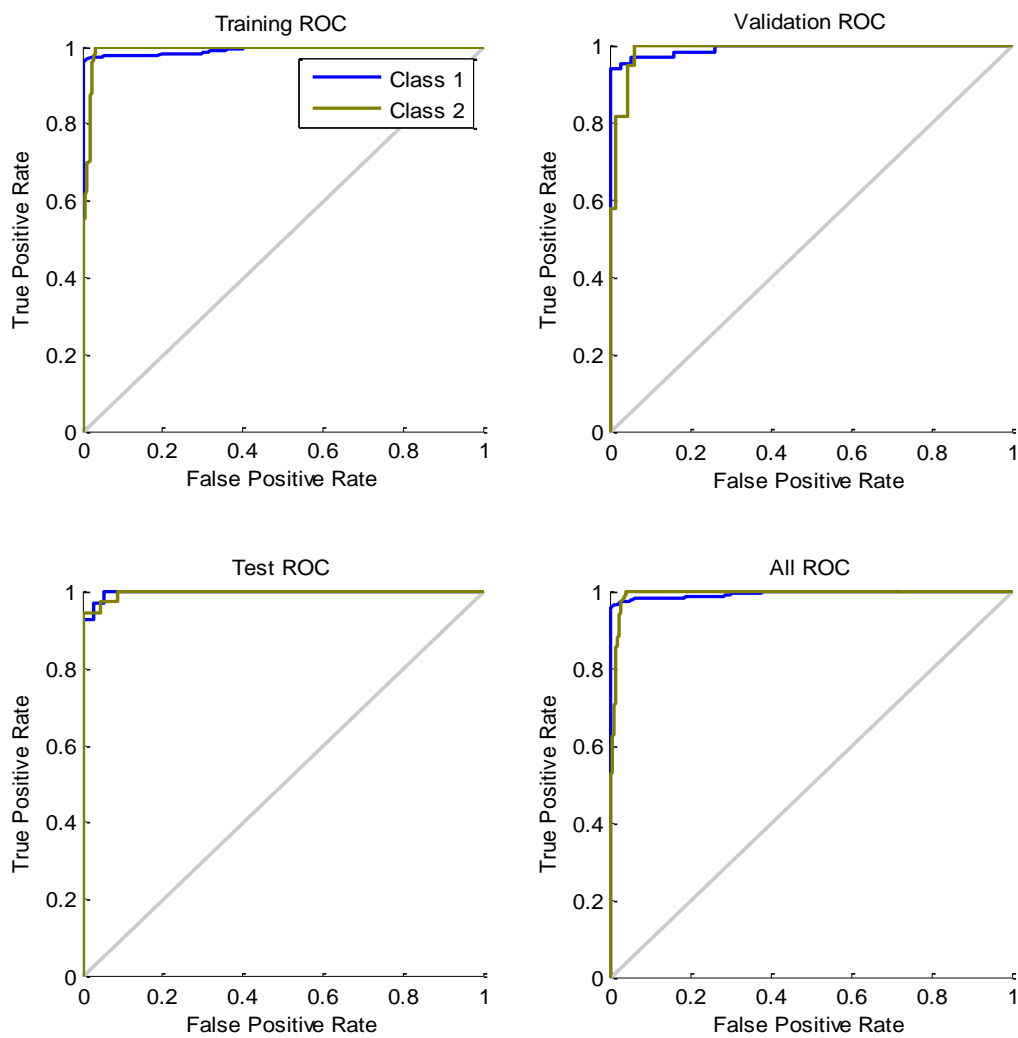 Training ROC
1
0.8
0.6
0.4
0.2
0
True Positive Rate
Class 1
Class 2
0 0.2 0.4 0.6 0.8 1
False Positive Rate
Validation ROC
1
0.8
0.6
0.4
0.2
0
True Positive Rate
0 0.2 0.4 0.6 0.8 1
False Positive Rate
Test ROC
1
0.8
0.6
0.4
0.2
0
True Positive Rate
0 0.2 0.4 0.6 0.8 1
False Positive Rate
All ROC
1
0.8
0.6
0.4
0.2
0
True Positive Rate
0 0.2 0.4 0.6 0.8 1
False Positive Rate